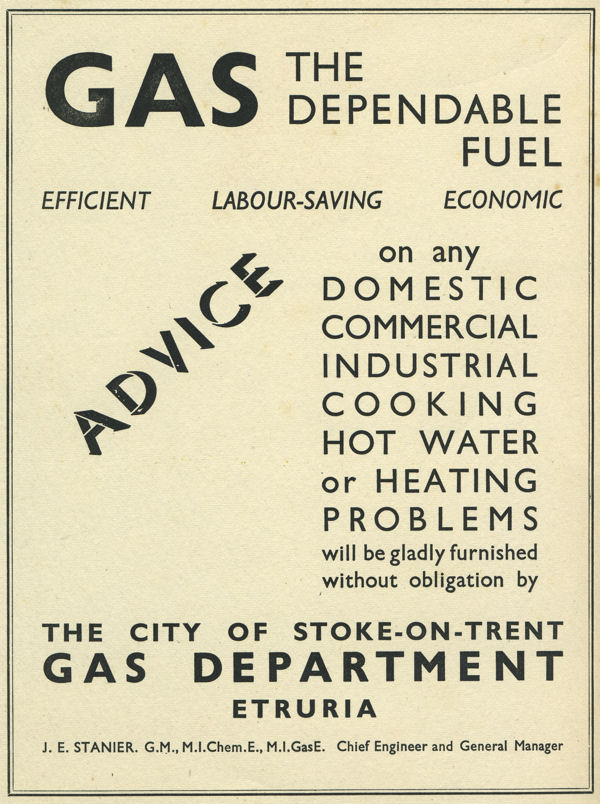 GAS THE
DEPENDABLE
FUEL
EFFICIENT LABOUR-SAVING ECONOMIC
ADVICE
on any
DOMESTIC
COMMERCIAL
INDUSTRIAL
COOKING
HOT WATER
or HEATING
PROBLEMS
will be gladly furnished
without obligation by
THE CITY OF STOKE-ON-TRENT
GAS DEPARTMENT
ETRURIA
J. E. STANIER. G.M., M.I.Chem.E., M.I.GasE. Chief Engineer and General Manager